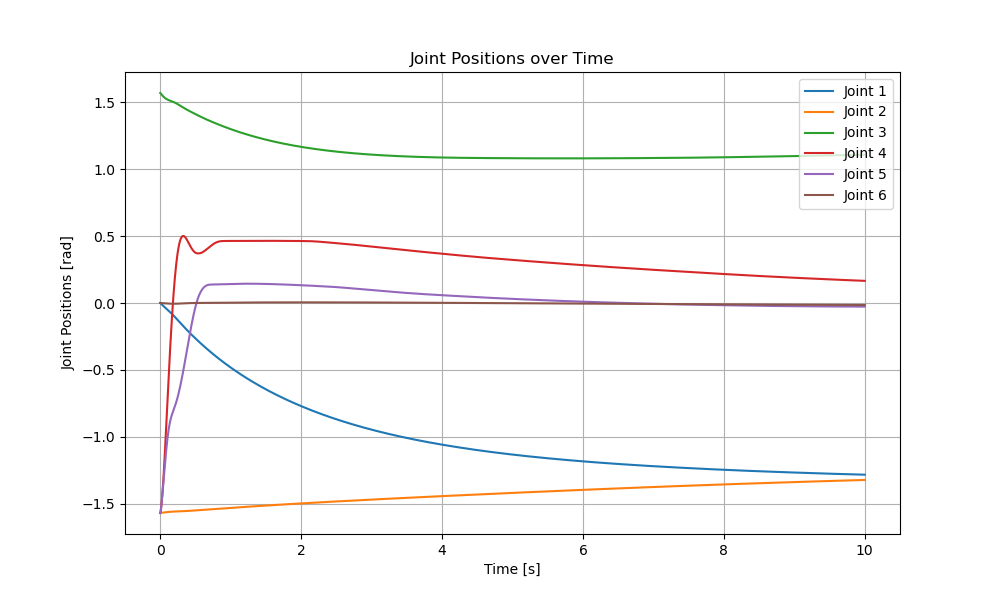 Joint Positions over Time
Joint Positions [rad]
1.5
1.0
0.5
0.0
−0.5
−1.0
−1.5
0 2 4 6 8 10
Time [s]
Joint 1
Joint 2
Joint 3
Joint 4
Joint 5
Joint 6